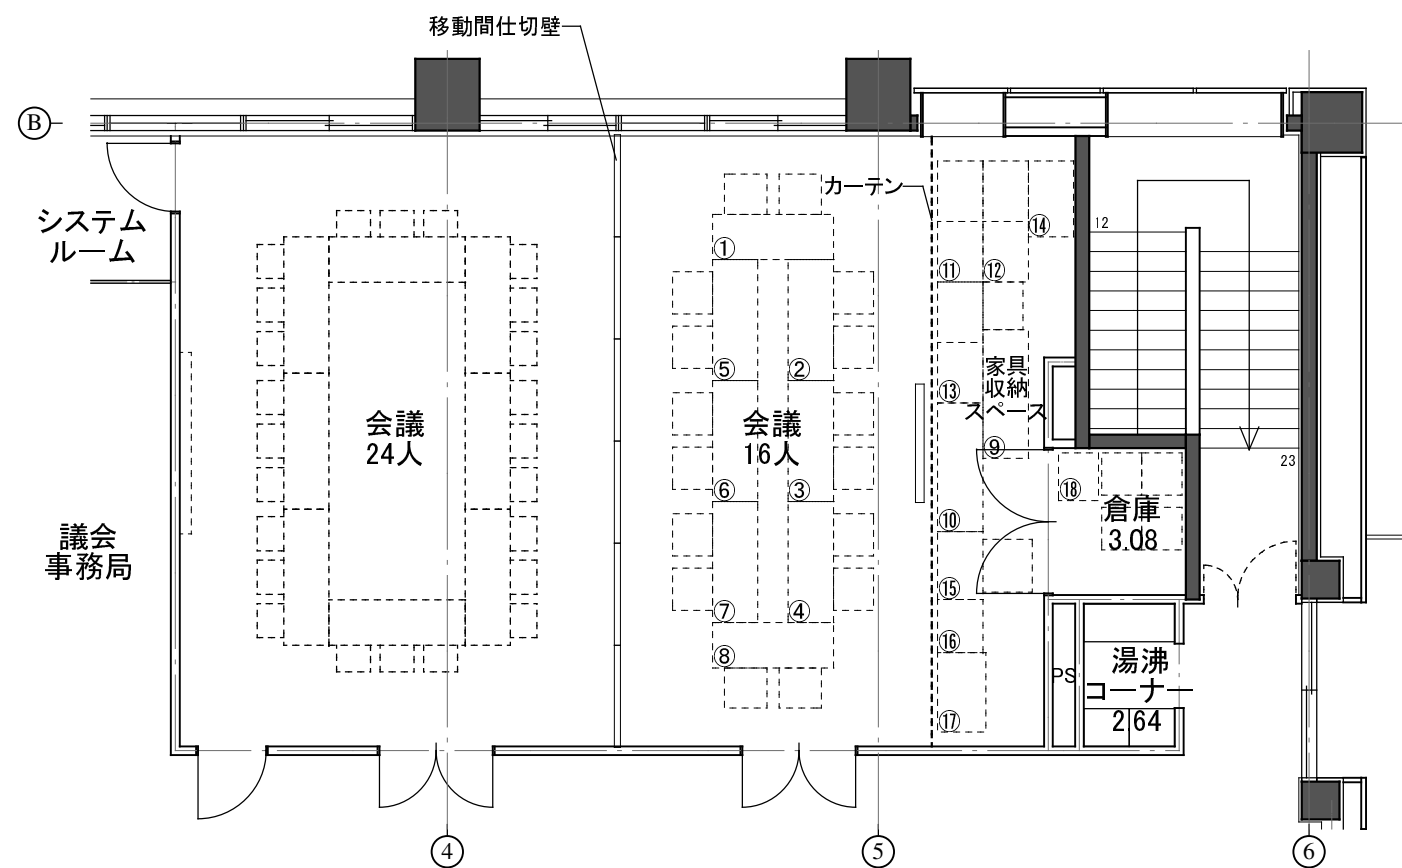 移動間仕切壁
B
カーテン
システム
ルーム
12
⑭
①
⑪
⑫
⑤
②
家具
収納
スペース
⑬
会議
24人
会議
16人
⑨
23
⑥
③
⑱
倉庫
3.08
⑩
議会
事務局
⑮
⑦
④
⑯
⑧
PS
湯沸
コーナー
2.64
⑰
4
5
6